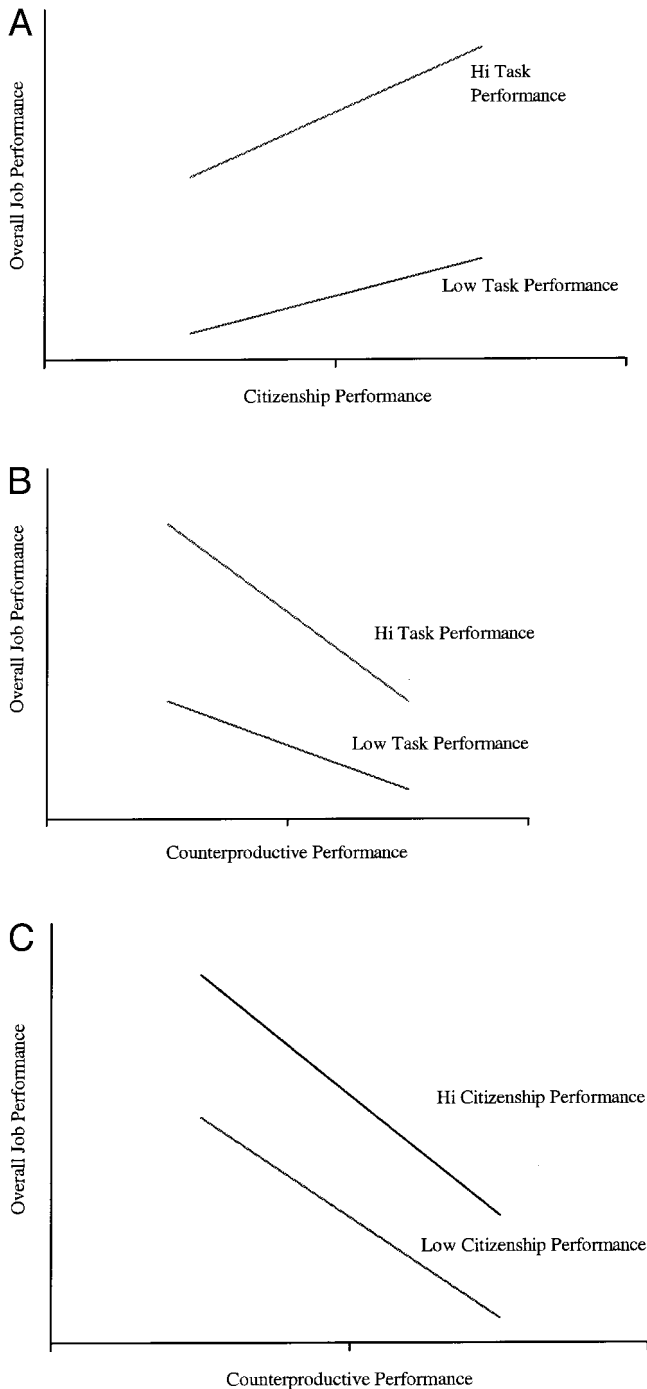 A
Overall Job Performance
Hi Task
Performance
Low Task Performance
Citizenship Performance
B
Overall Job Performance
Hi Task Performance
Low Task Performance
Counterproductive Performance
C
Overall Job Performance
Hi Citizenship Performance
Low Citizenship Performance
Counterproductive Performance